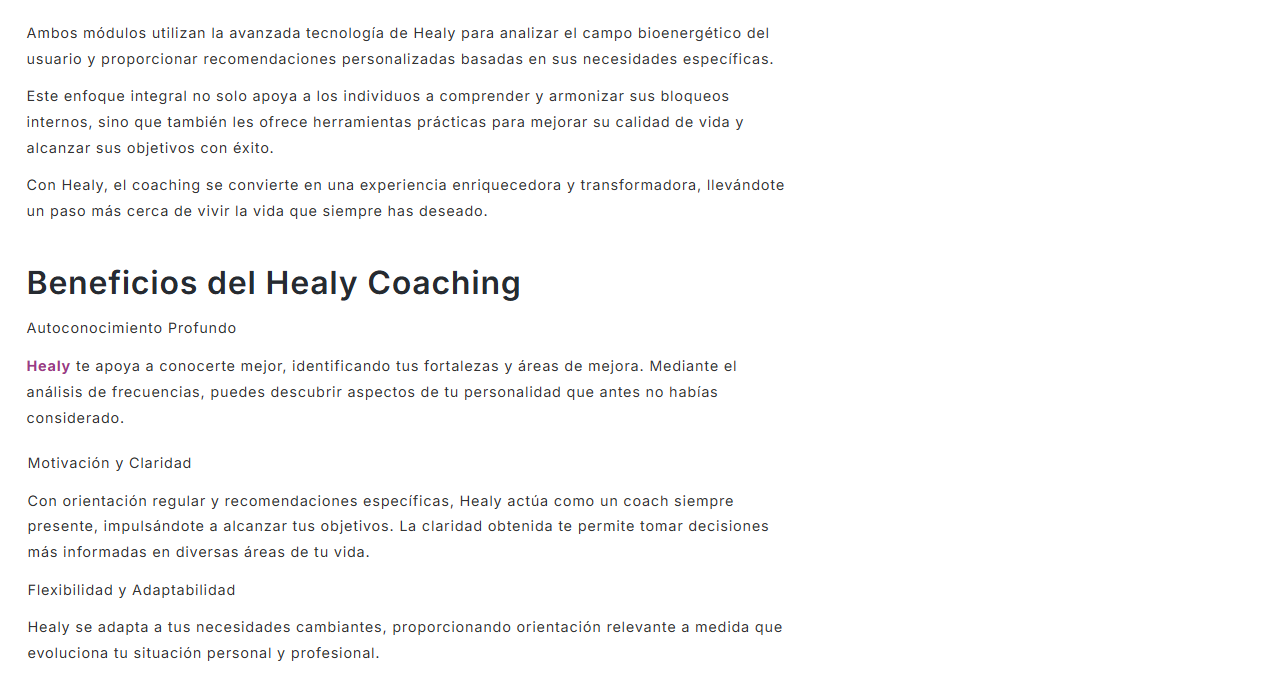 Ambos módulos utilizan la avanzada tecnología de Healy para analizar el campo bioenergético del
usuario y proporcionar recomendaciones personalizadas basadas en sus necesidades específicas.
Este enfoque integral no solo apoya a los individuos a comprender y armonizar sus bloqueos
internos, sino que también les ofrece herramientas prácticas para mejorar su calidad de vida y
alcanzar sus objetivos con éxito.
Con Healy, el coaching se convierte en una experiencia enriquecedora y transformadora, llevándote
un paso más cerca de vivir la vida que siempre has deseado.
Beneficios del Healy Coaching
Autoconocimiento Profundo
Healy te apoya a conocerte mejor, identificando tus fortalezas y áreas de mejora. Mediante el
análisis de frecuencias, puedes descubrir aspectos de tu personalidad que antes no habías
considerado.
Motivación y Claridad
Con orientación regular y recomendaciones específicas, Healy actúa como un coach siempre
presente, impulsándote a alcanzar tus objetivos. La claridad obtenida te permite tomar decisiones
más informadas en diversas áreas de tu vida.
Flexibilidad y Adaptabilidad
Healy se adapta a tus necesidades cambiantes, proporcionando orientación relevante a medida que
evoluciona tu situación personal y profesional.